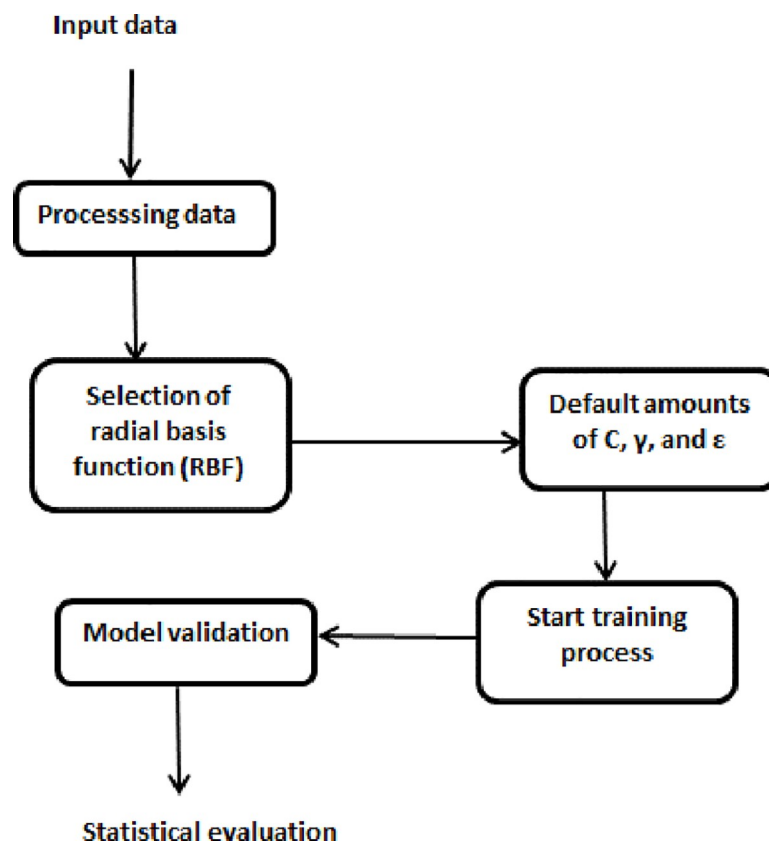 Input data
Processsing data
Selection of
radial basis
function (RBF)
Default amounts
of C, γ, and ε
Start training
process
Model validation
Statistical evaluation